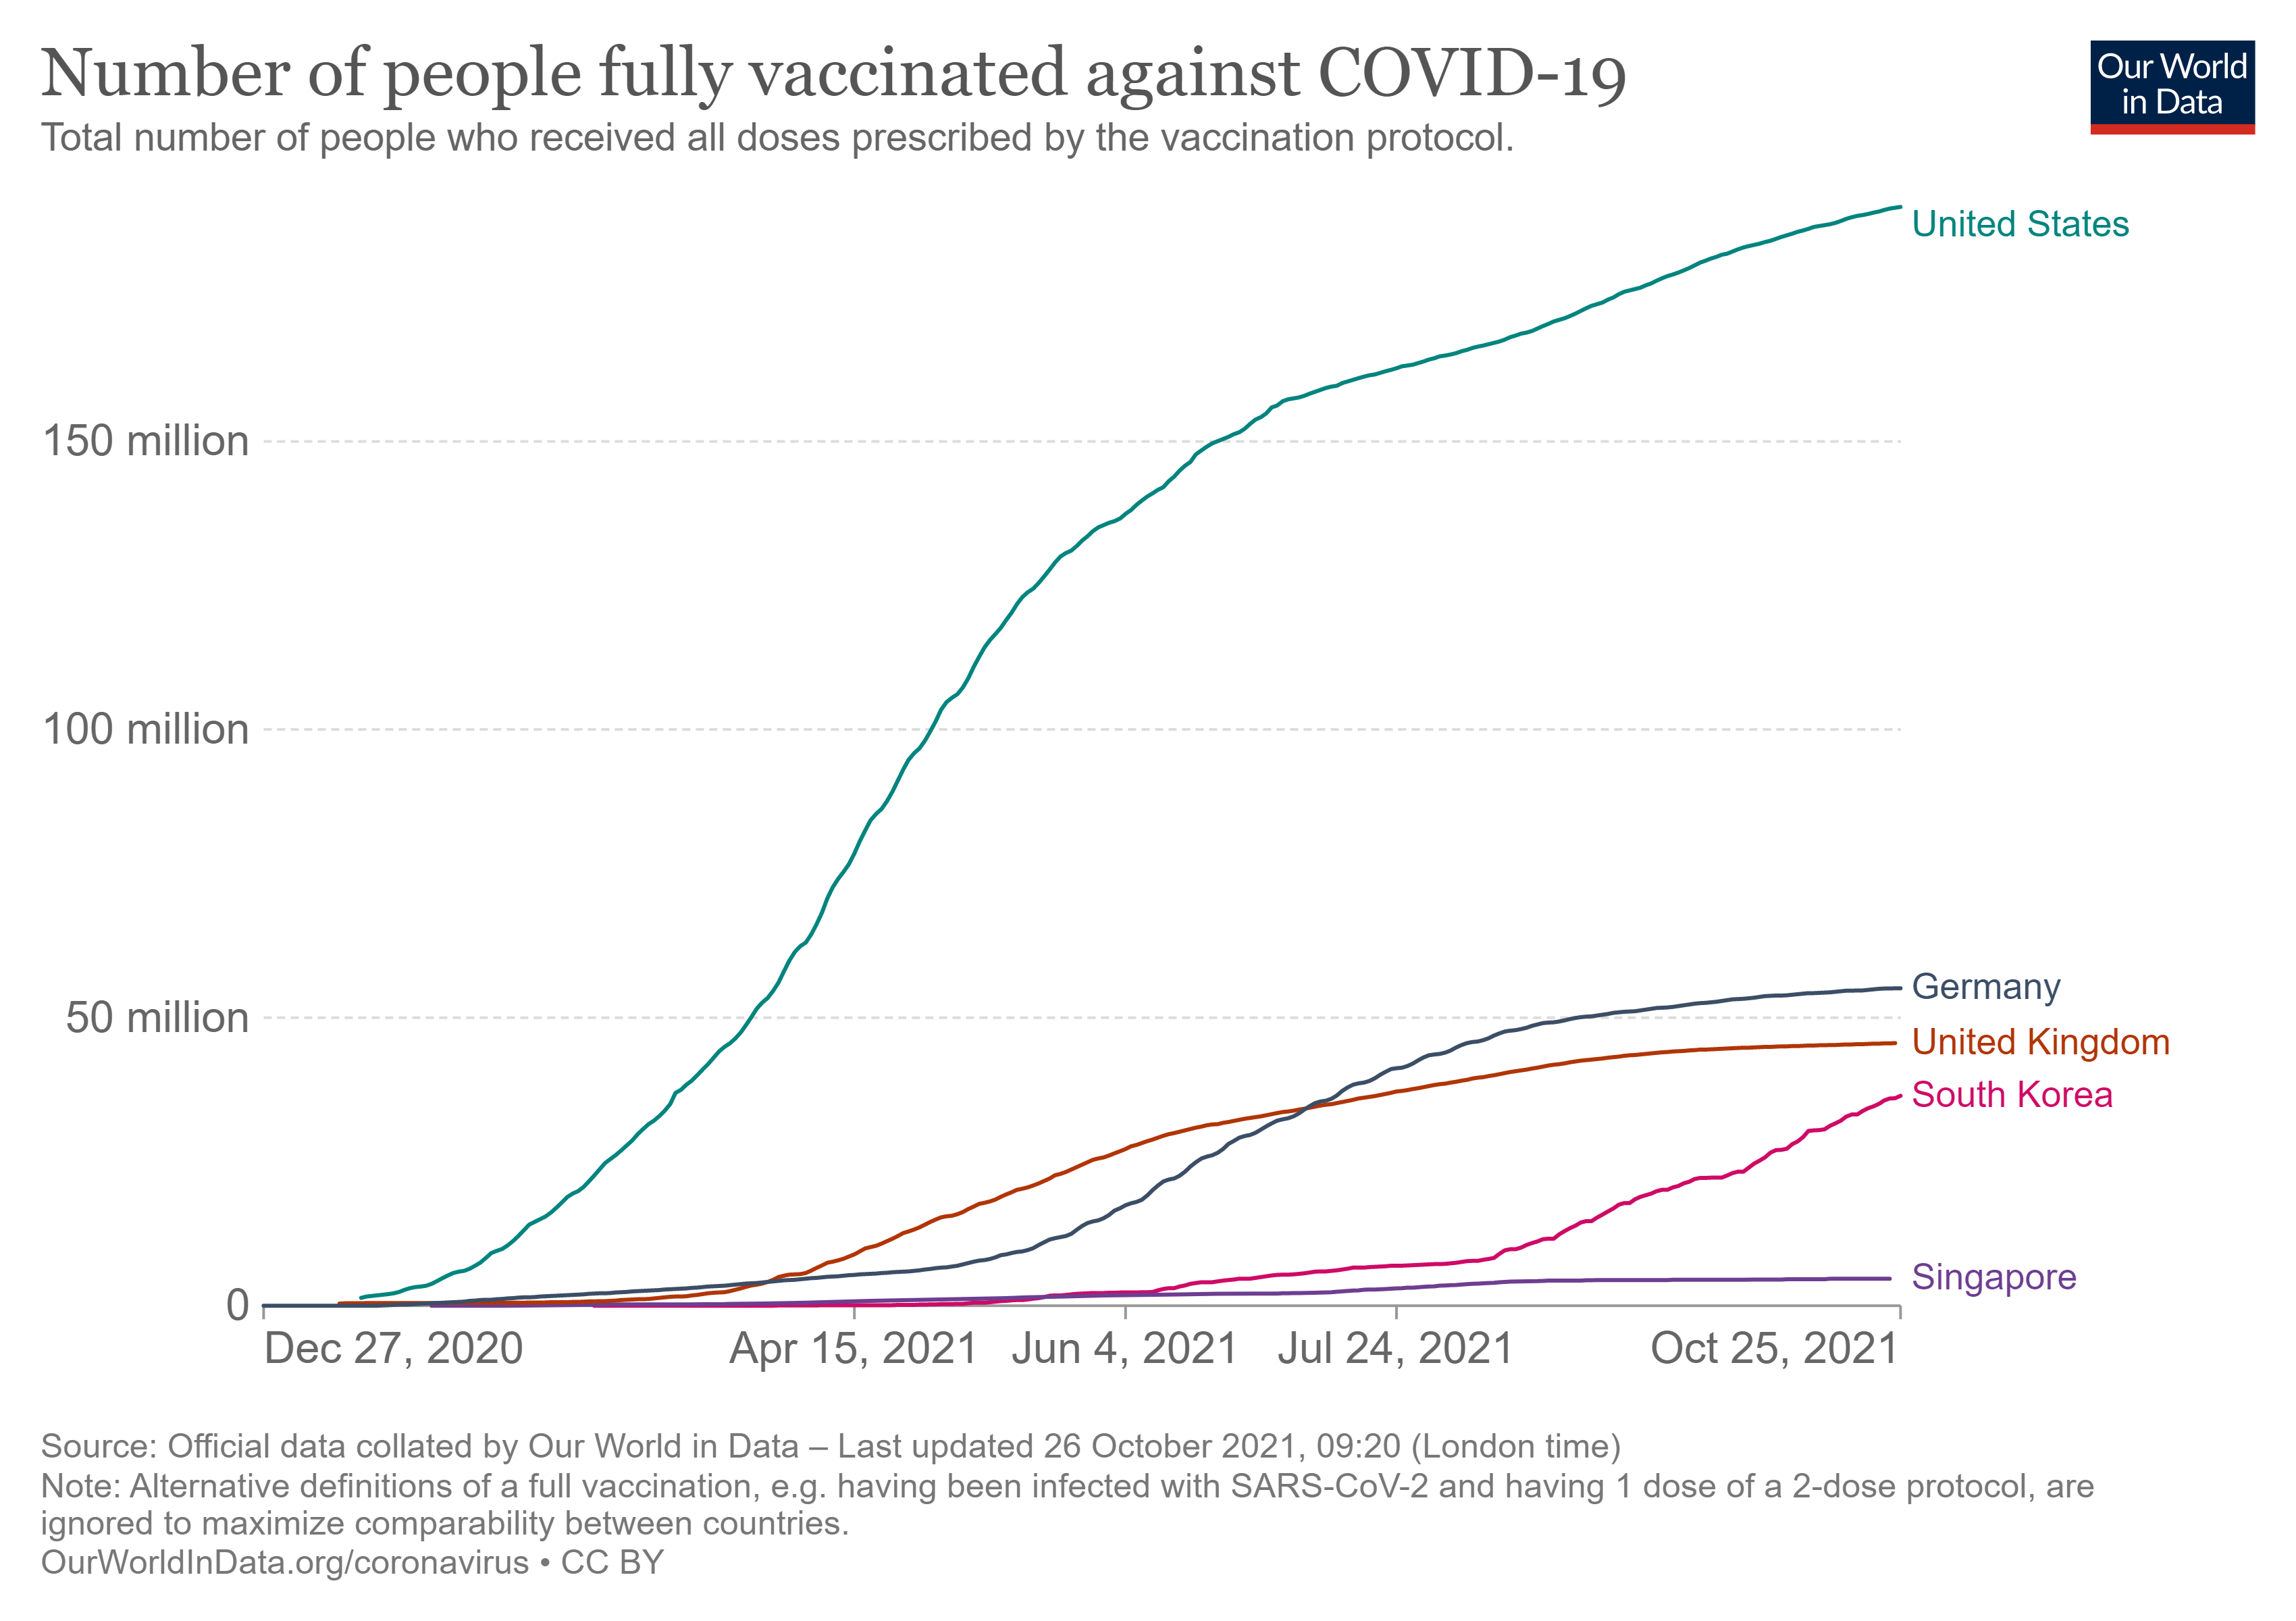 Number of people fully vaccinated against COVID-19
Total number of people who received all doses prescribed by the vaccination protocol.
Our World
in Data
United States
150 million
100 million
50 million
Germany
United Kingdom
South Korea
Singapore
0
Dec 27, 2020
Apr 15, 2021
Jun 4, 2021
Jul 24, 2021
Oct 25, 2021
Source: Official data collated by Our World in Data – Last updated 26 October 2021, 09:20 (London time)
Note: Alternative definitions of a full vaccination, e.g. having been infected with SARS-CoV-2 and having 1 dose of a 2-dose protocol, are
ignored to maximize comparability between countries.
OurWorldInData.org/coronavirus • CC BY